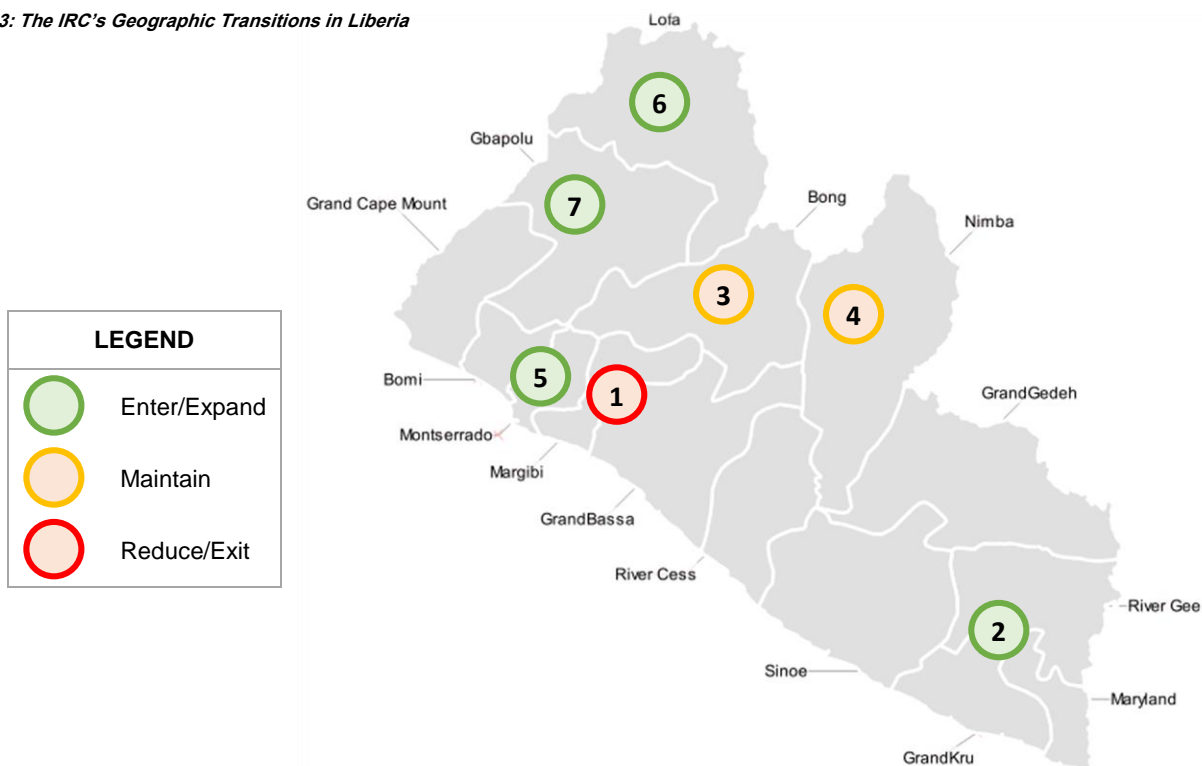 3: The IRC’s Geographic Transitions in Liberia
Lofa
6
Gbapolu
Grand Cape Mount
7
Bong
Nimba
3
4
LEGEND
Enter/Expand
Maintain
Reduce/Exit
Bomi
5
1
GrandGedeh
Montserrado
Margibi
GrandBassa
River Cess
River Gee
2
Sinoe
Maryland
GrandKru